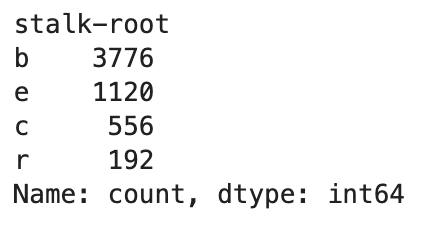 stalk-root
b    3776
e    1120
c     556
r     192
Name: count, dtype: int64